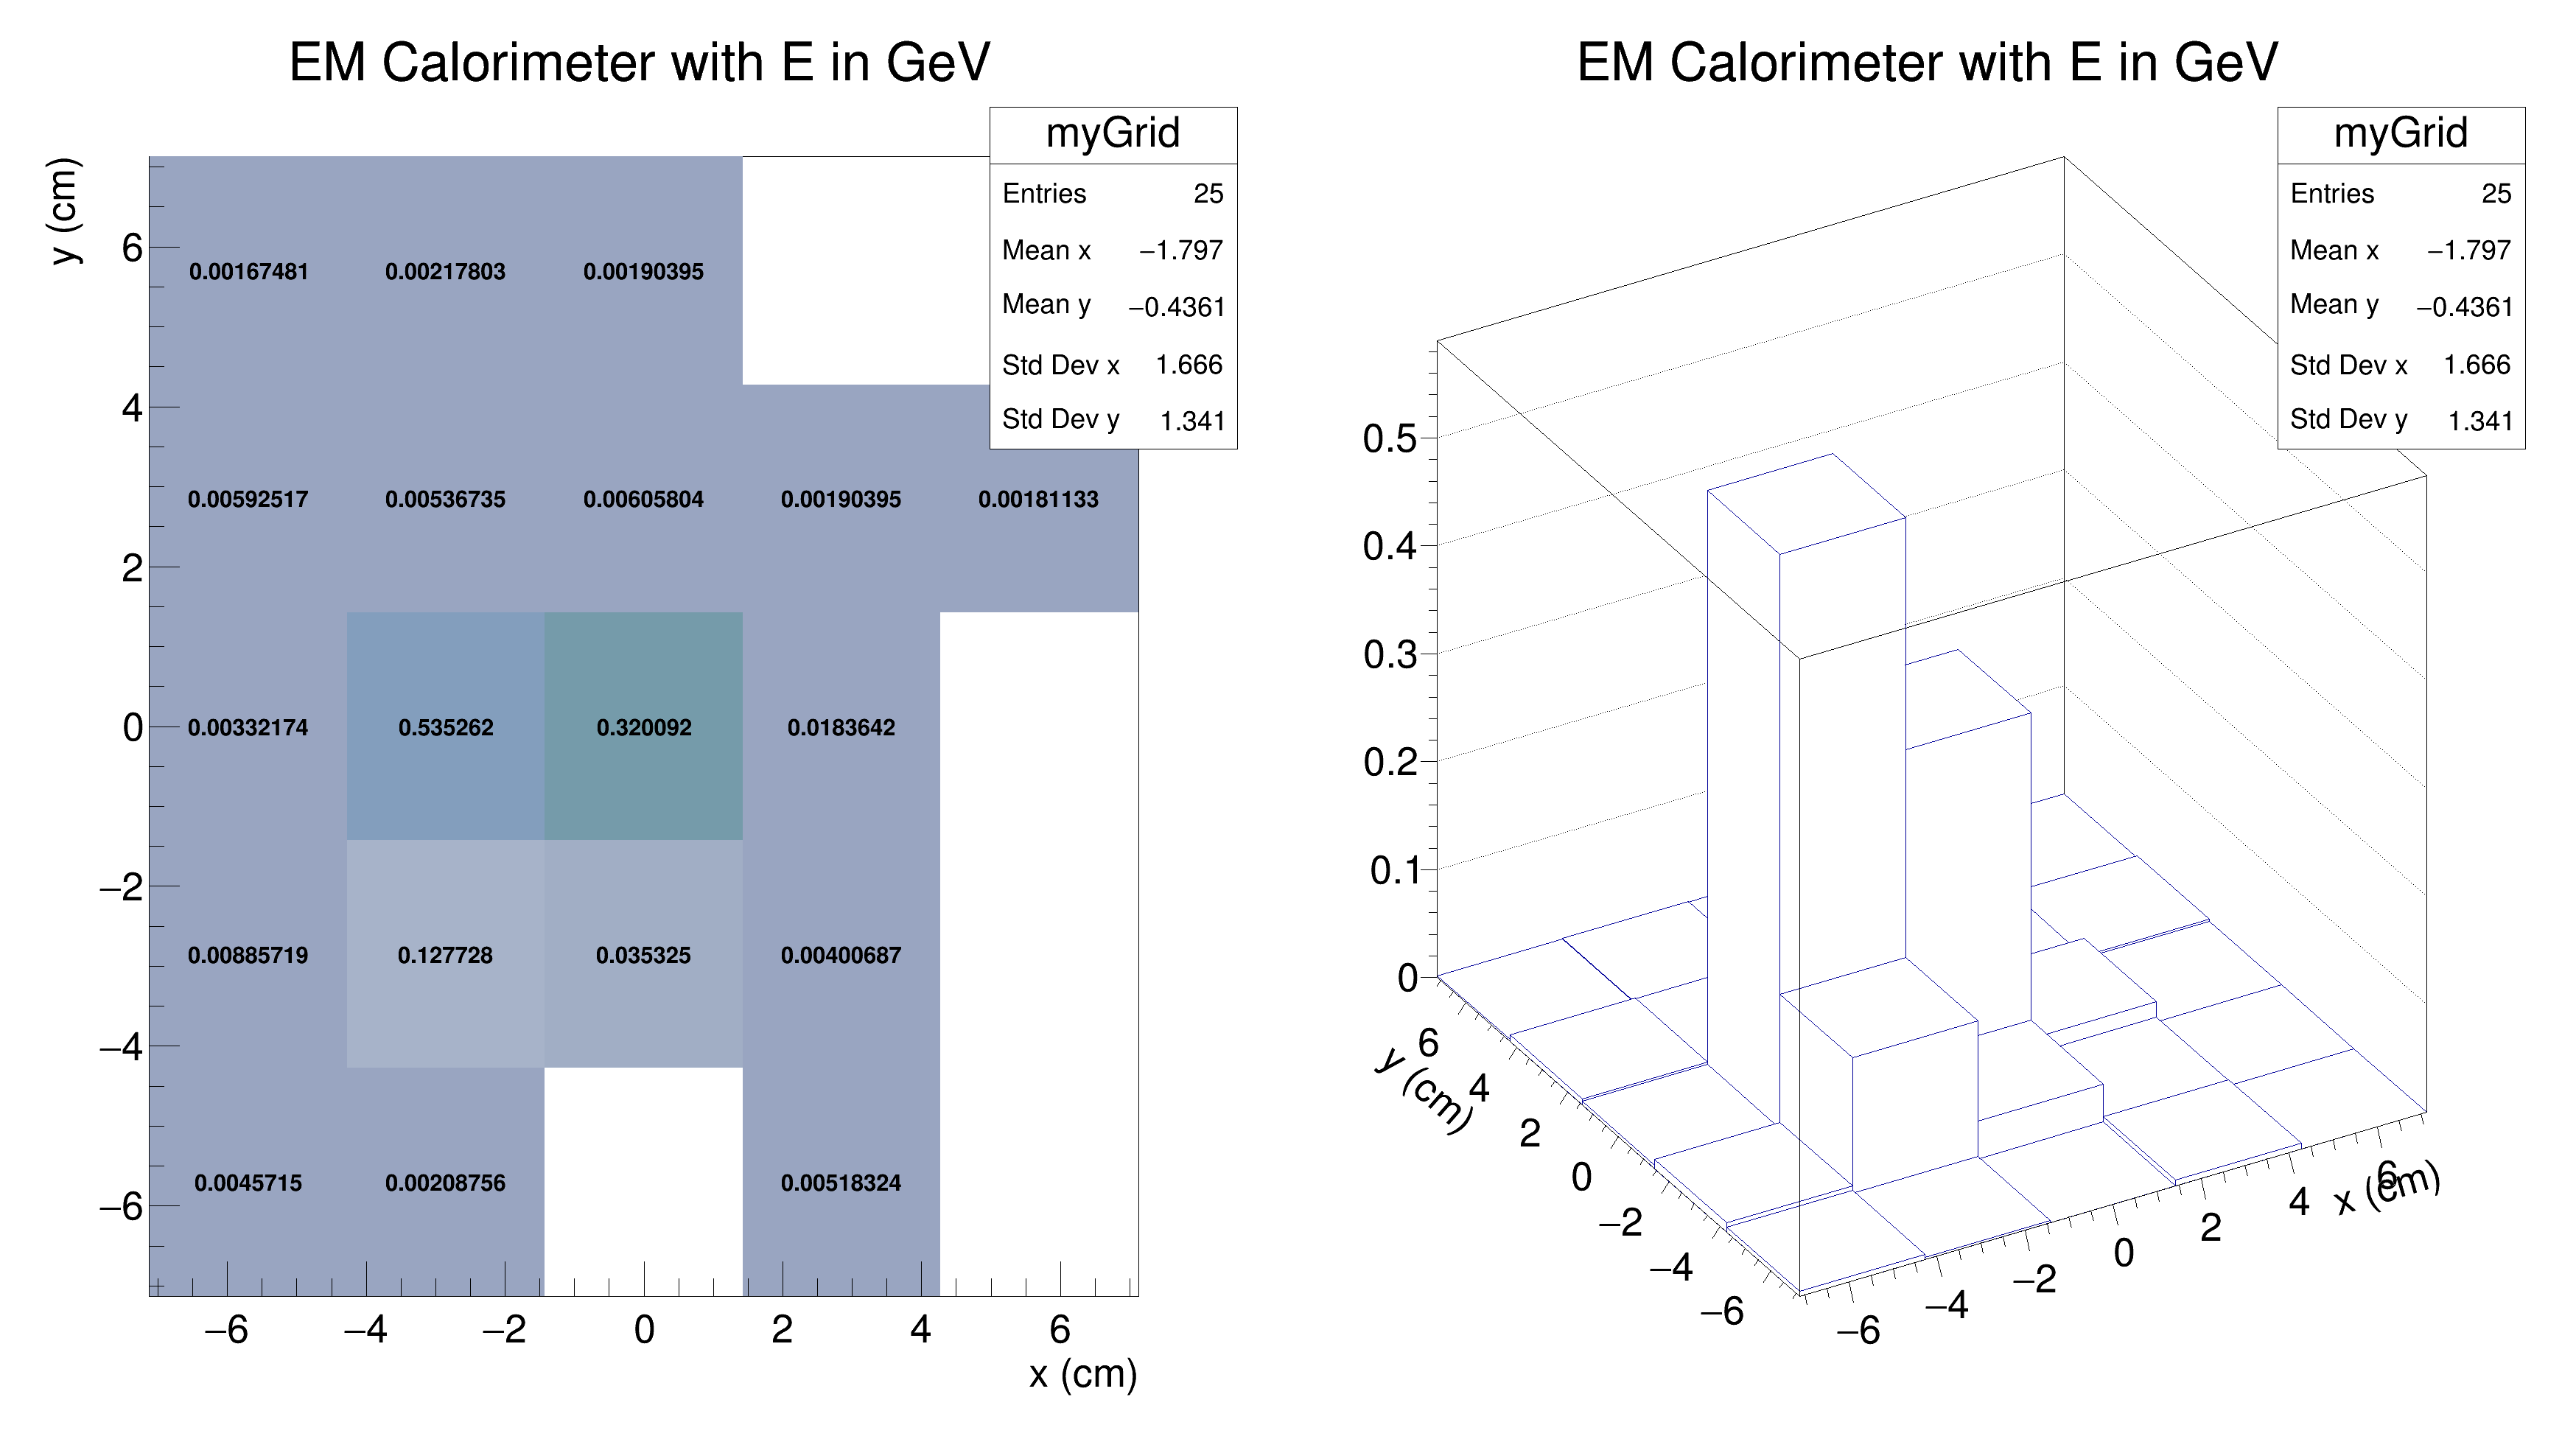 EM Calorimeter with E in GeV
myGrid
Entries 25
Mean x −1.797
Mean y −0.4361
Std Dev x 1.666
Std Dev y 1.341
y (cm)
6
4
2
0
−2
−4
−6
0.00167481 0.00217803 0.00190395
0.00592517 0.00536735 0.00605804 0.00190395 0.00181133
0.00332174 0.535262 0.320092 0.0183642
0.00885719 0.127728 0.035325 0.00400687
0.0045715 0.00208756 0.00518324
−6 −4 −2 0 2 4 6
x (cm)
EM Calorimeter with E in GeV
myGrid
Entries 25
Mean x −1.797
Mean y −0.4361
Std Dev x 1.666
Std Dev y 1.341
0.5
0.4
0.3
0.2
0.1
0
6
4
2
0
−2
−4
−6
y (cm)
−6 −4 −2 0 2 4 6
x (cm)